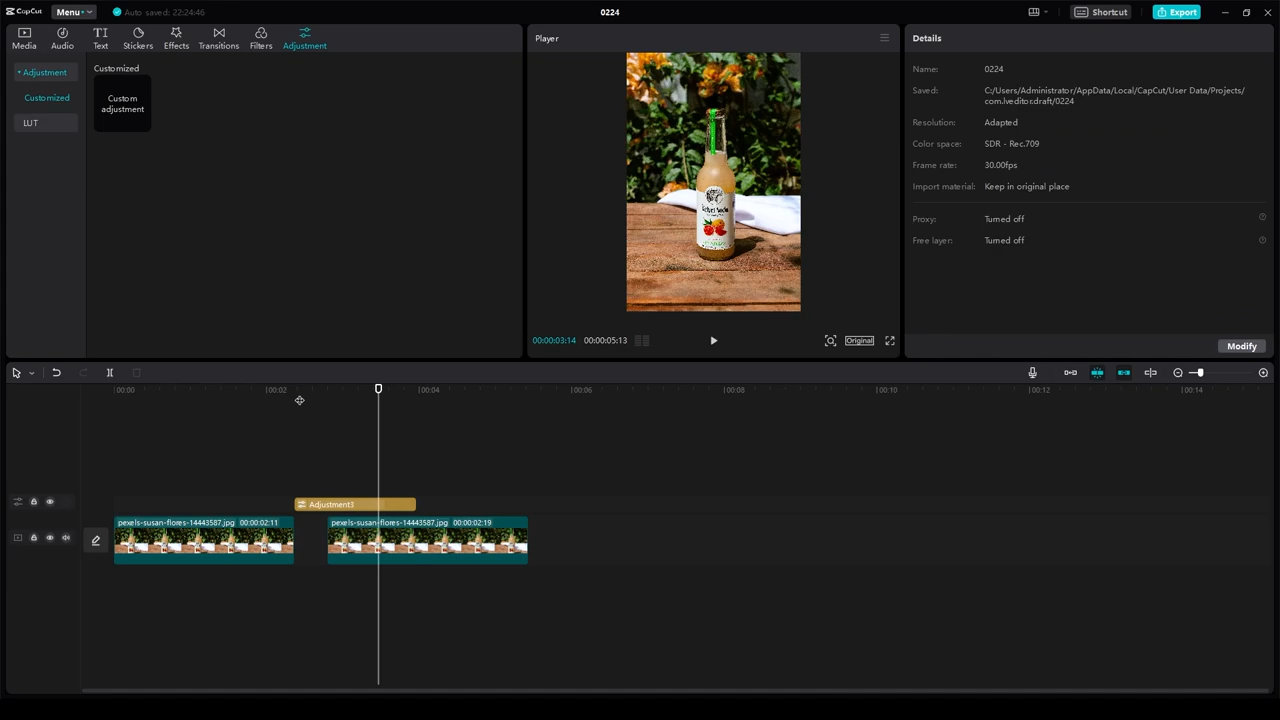 CapCut
Menu
Auto saved: 22:24:46
0224
Shortcut
Export
Media
Audio
Text
Stickers
Effects
Transitions
Filters
Adjustment
Adjustment
Customized
LUT
Customized
Custom
adjustment
Player
00:00:03:14
00:00:05:13
Original
Details
Name:
0224
Saved:
C:/Users/Administrator/AppData/Local/CapCut/User Data/Projects/
com.lveditor.draft/0224
Resolution:
Adapted
Color space:
SDR - Rec.709
Frame rate:
30.00fps
Import material:
Keep in original place
Proxy:
Turned off
Free layer:
Turned off
Modify
00:00
00:02
00:04
00:06
00:08
00:10
00:12
00:14
Adjustment3
pexels-susan-flores-14443587.jpg 00:00:02:11
pexels-susan-flores-14443587.jpg 00:00:02:19